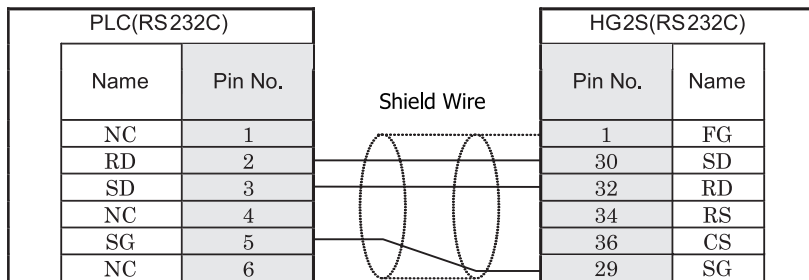 PLC(RS232C) HG2S(RS232C)
Name Pin No. Shield Wire Pin No. Name
NC 1 1 FG
RD 2 30 SD
SD 3 32 RD
NC 4 34 RS
SG 5 36 CS
NC 6 29 SG